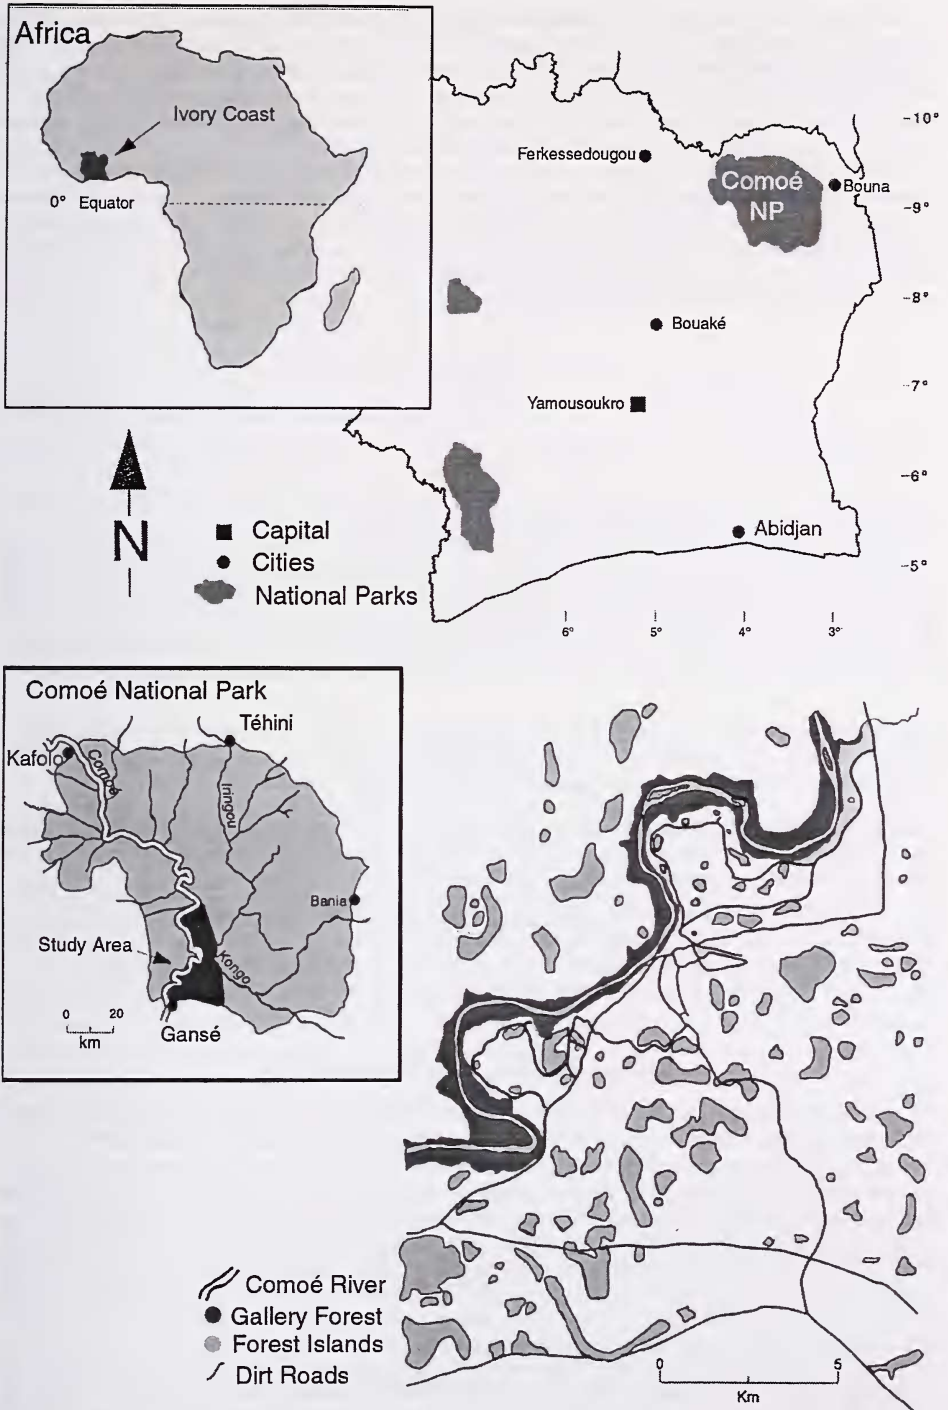 Africa
Ivory Coast
0° Equator
Ferkessedougou
Comoé
NP
Bouna
Bouaké
Yamousoukro
Abidjan
-10°
-9°
-8°
-7°
-6°
-5°
6° 5° 4° 3°
N
Capital
Cities
National Parks
Comoé National Park
Téhini
Kafolo
Comoé
Iringou
Bania
Study Area
Kongo
0 20
km
Gansé
Comoé River
Gallery Forest
Forest Islands
Dirt Roads
0 5
Km